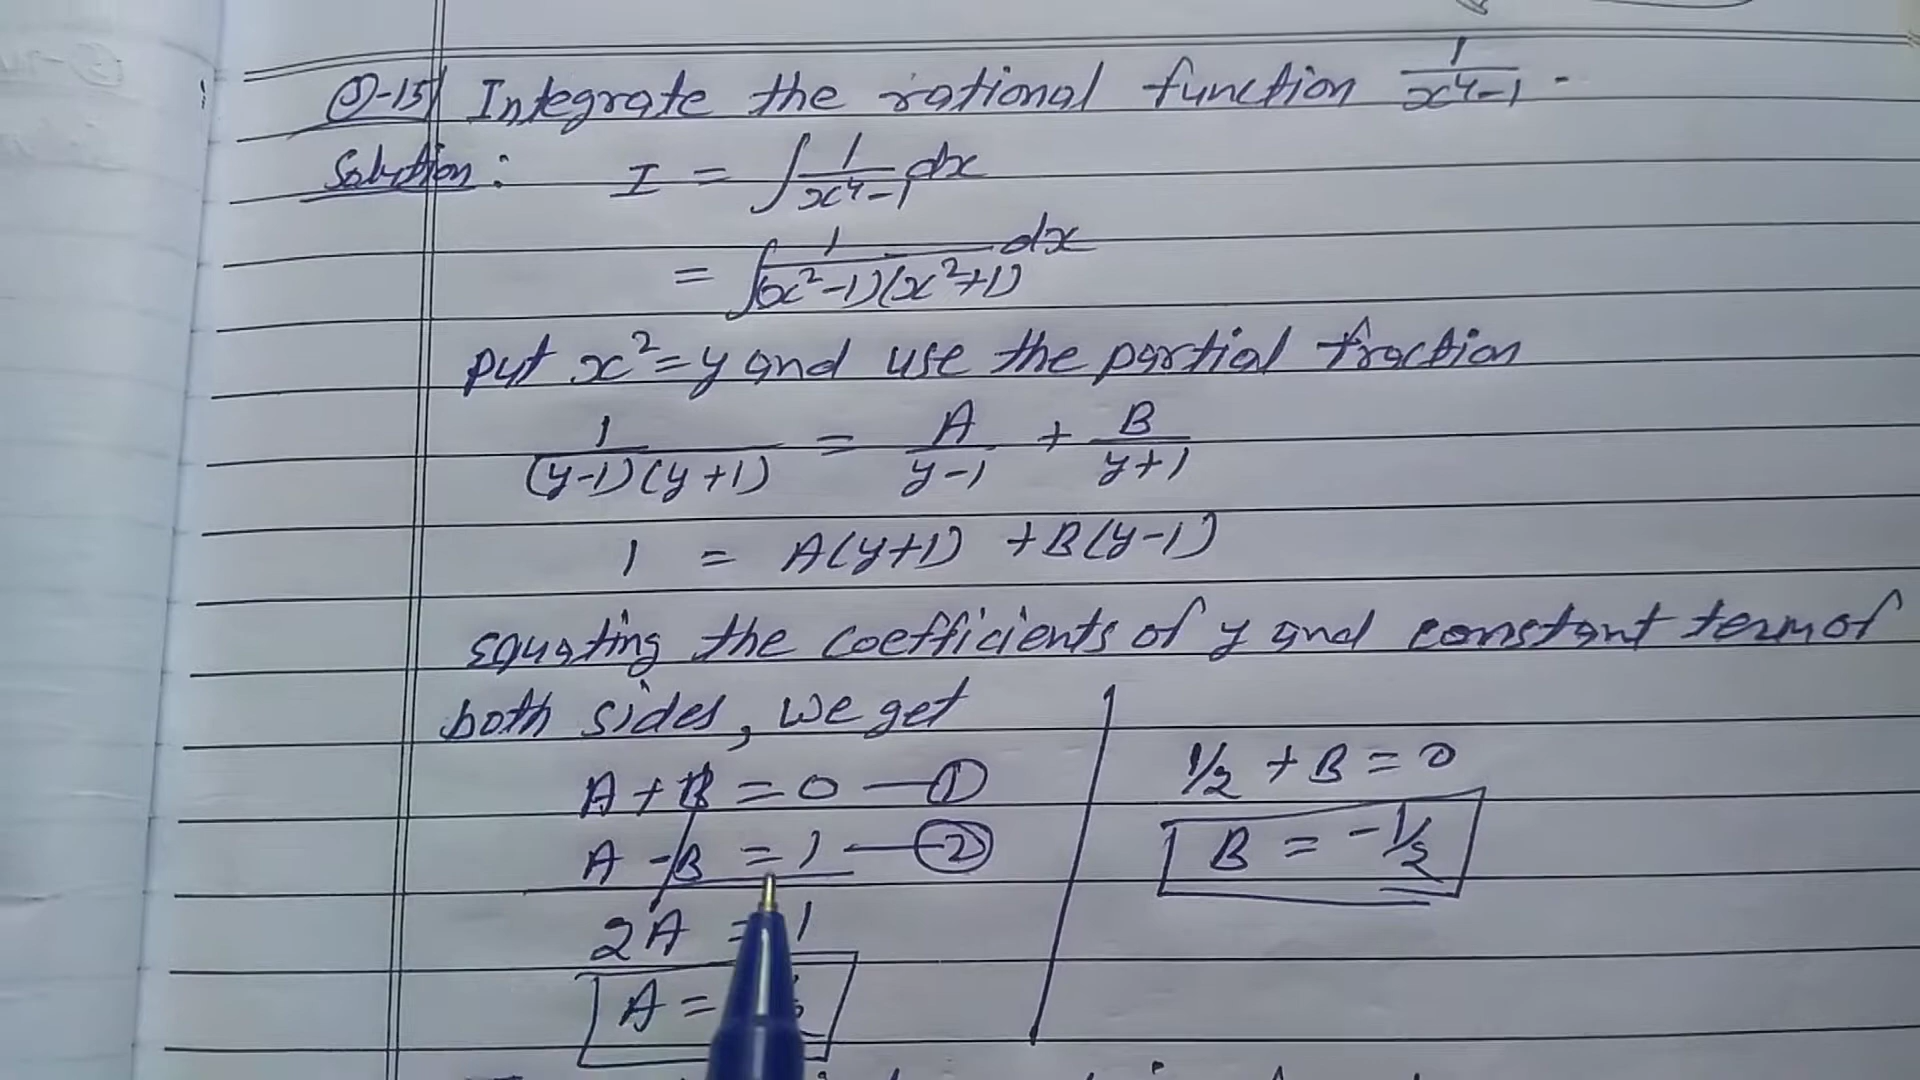 Q-15 Integrate the rational function 1/(x⁴-1) -
Solution: I = ∫ 1/(x⁴-1) dx
= ∫ 1/((x²-1)(x²+1)) dx
put x² = y and use the partial fraction
1/((y-1)(y+1)) = A/(y-1) + B/(y+1)
1 = A(y+1) + B(y-1)
equating the coefficients of y and constant term of
both sides, we get
A + B = 0 — ①
A - B = 1 — ②
2A = 1
A =
1/2 + B = 0
B = -1/2